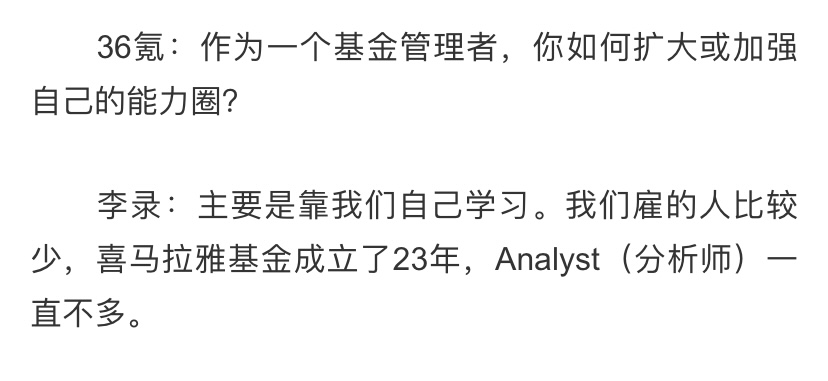 36氪：作为一个基金管理者，你如何扩大或加强
自己的能力圈？
李录：主要是靠我们自己学习。我们雇的人比较
少，喜马拉雅基金成立了23年，Analyst（分析师）一
直不多。